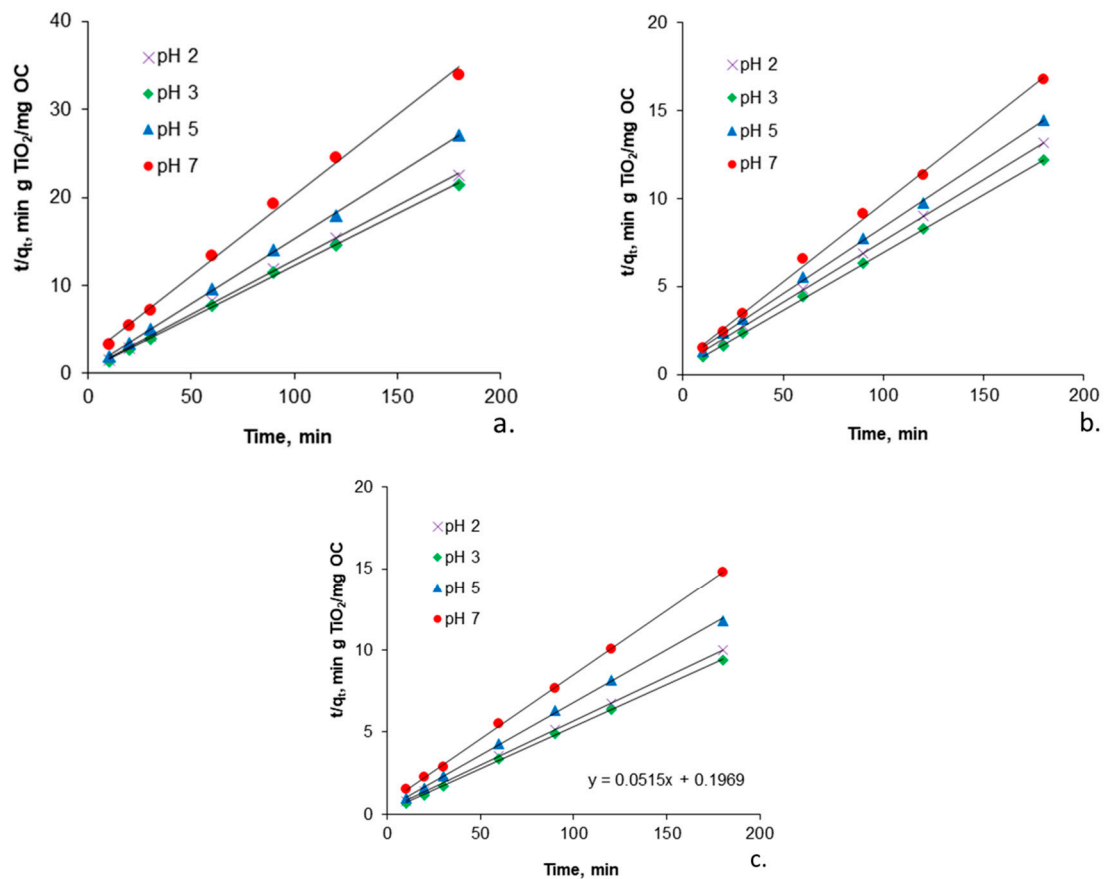 40
30
20
10
0
0 50 100 150 200
t/qₜ, min g TiO₂/mg OC
Time, min
pH 2
pH 3
pH 5
pH 7
a.
20
15
10
5
0
0 50 100 150 200
t/qₜ, min g TiO₂/mg OC
Time, min
pH 2
pH 3
pH 5
pH 7
b.
20
15
10
5
0
0 50 100 150 200
t/qₜ, min g TiO₂/mg OC
Time, min
pH 2
pH 3
pH 5
pH 7
y = 0.0515x + 0.1969
c.